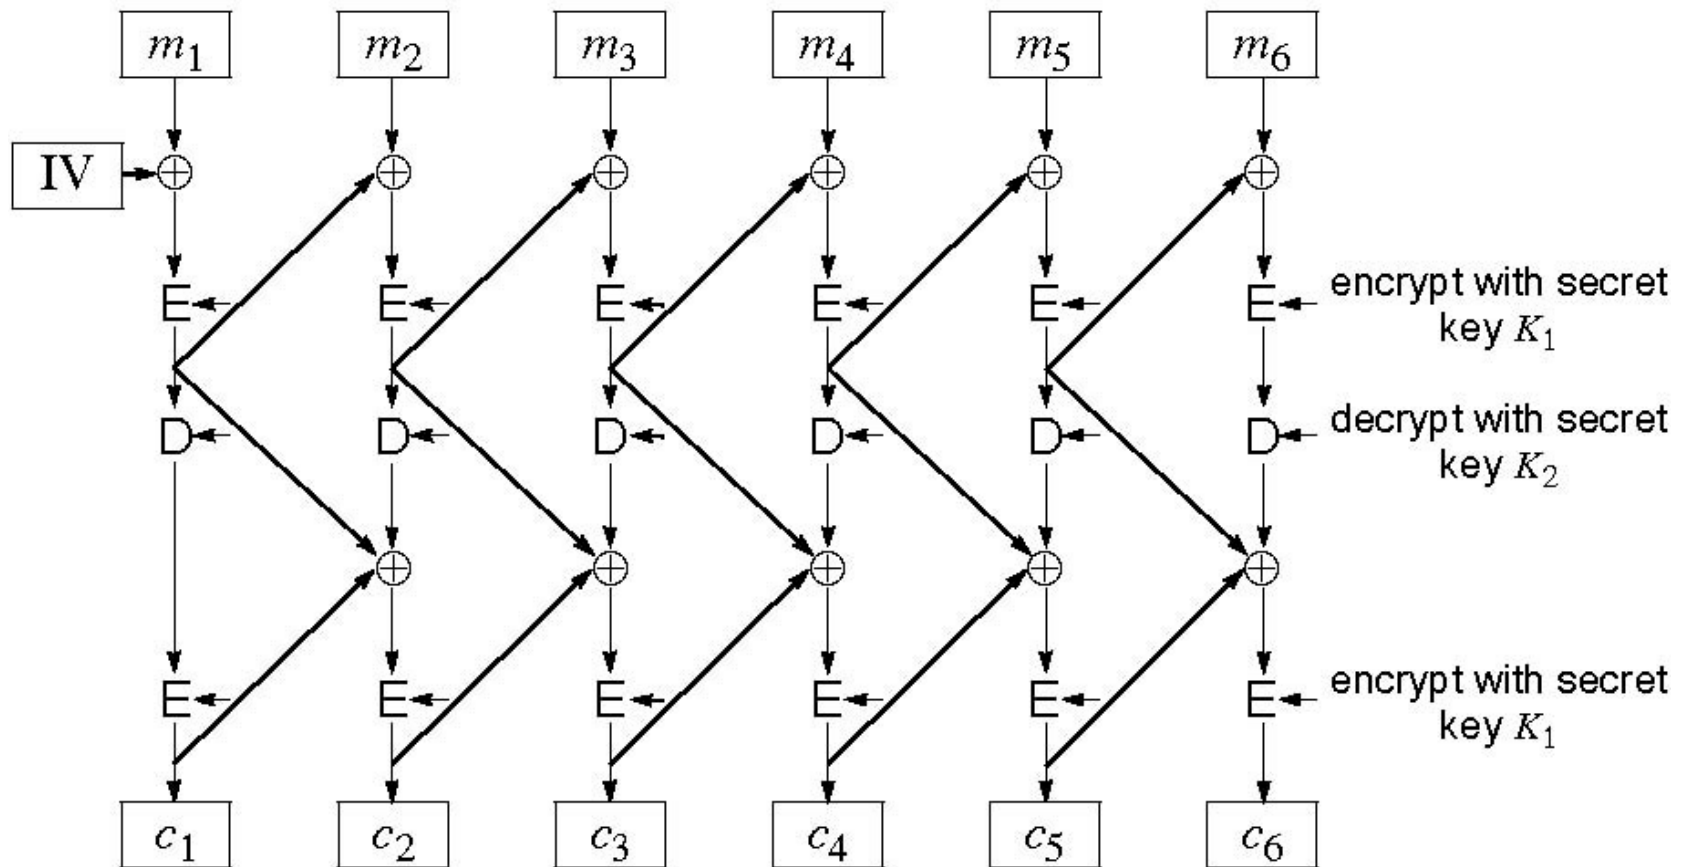 m₁ m₂ m₃ m₄ m₅ m₆
IV
E E E E E E encrypt with secret
key K₁
D D D D D D decrypt with secret
key K₂
E E E E E E encrypt with secret
key K₁
c₁ c₂ c₃ c₄ c₅ c₆